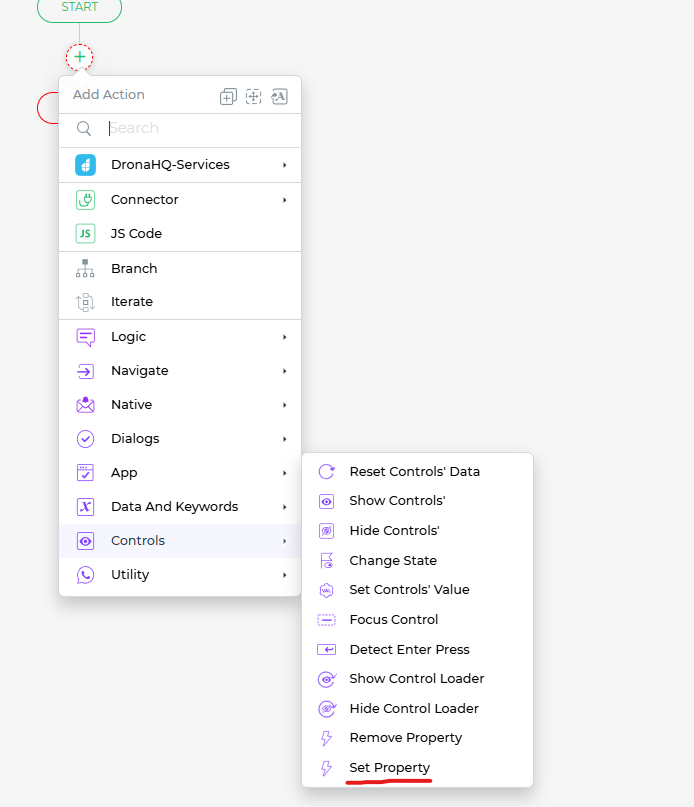 START
Add Action
Search
DronaHQ-Services
Connector
JS JS Code
Branch
Iterate
Logic
Navigate
Native
Dialogs
App
Data And Keywords
Controls
Utility
Reset Controls' Data
Show Controls'
Hide Controls'
Change State
VAL Set Controls' Value
Focus Control
Detect Enter Press
Show Control Loader
Hide Control Loader
Remove Property
Set Property